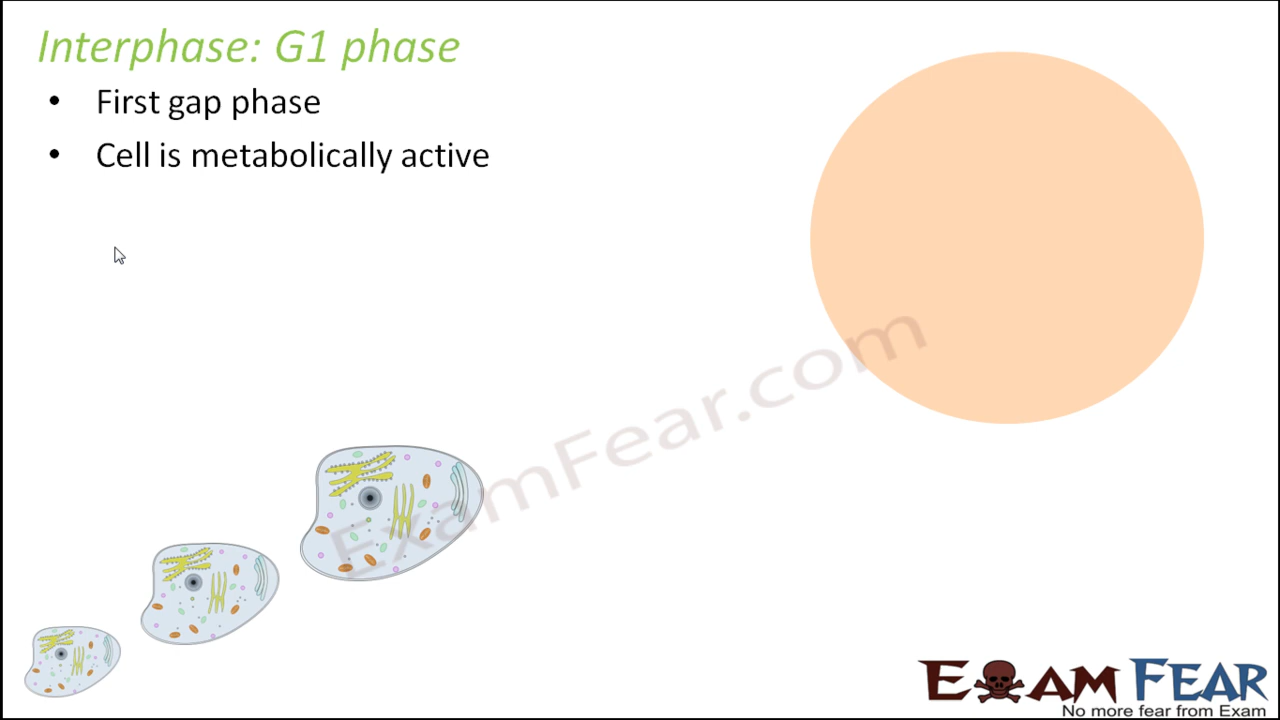 Interphase: G1 phase
• First gap phase
• Cell is metabolically active
ExamFear.com
EXAM FEAR
No more fear from Exam